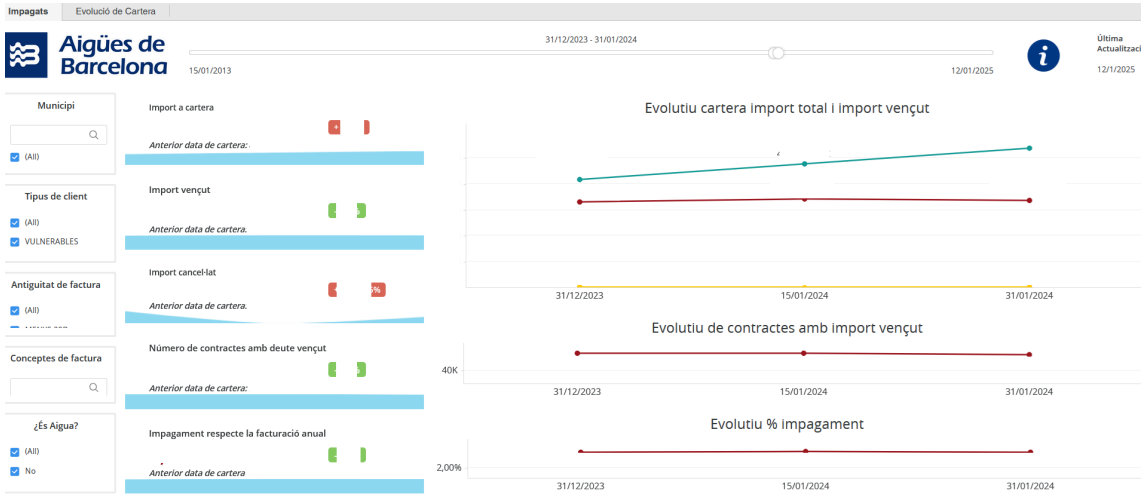 Impagats
Evolució de Cartera
Aigües de
Barcelona
31/12/2023 - 31/01/2024
15/01/2013
12/01/2025
i
Última
Actualitzaci
12/1/2025
Municipi
(All)
Tipus de client
(All)
VULNERABLES
Antiguitat de factura
(All)
Conceptes de factura
¿És Aigua?
(All)
No
Import a cartera
+
Anterior data de cartera:
Import vençut
Anterior data de cartera.
Import cancel·lat
%
Anterior data de cartera.
Número de contractes amb deute vençut
Anterior data de cartera:
Impagament respecte la facturació anual
Anterior data de cartera
Evolutiu cartera import total i import vençut
31/12/2023
15/01/2024
31/01/2024
Evolutiu de contractes amb import vençut
40K
31/12/2023
15/01/2024
31/01/2024
Evolutiu % impagament
2,00%
31/12/2023
15/01/2024
31/01/2024